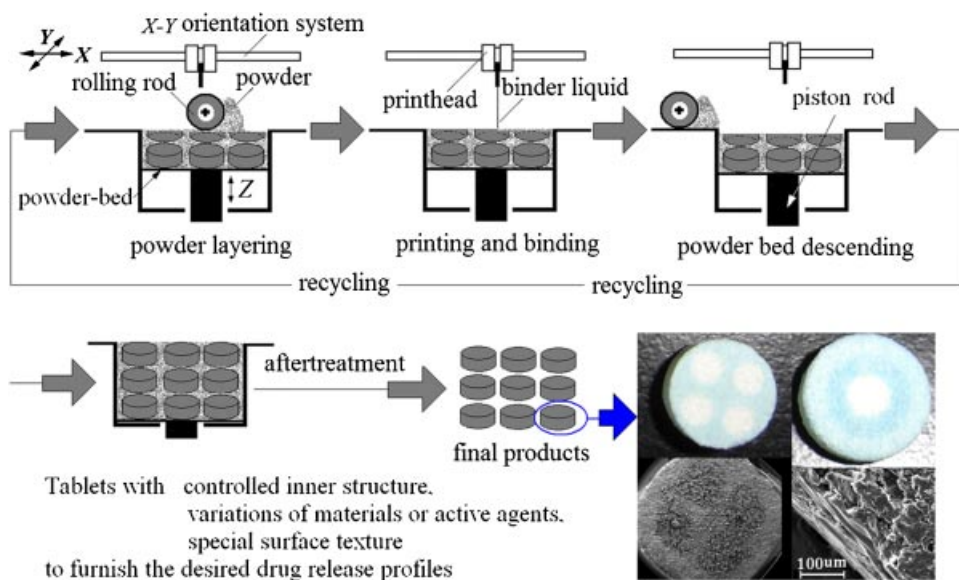 X-Y orientation system
Y
X
rolling rod
powder
powder-bed
Z
powder layering
printhead
binder liquid
printing and binding
piston rod
powder bed descending
recycling
recycling
aftertreatment
final products
Tablets with controlled inner structure,
variations of materials or active agents,
special surface texture
to furnish the desired drug release profiles
100um